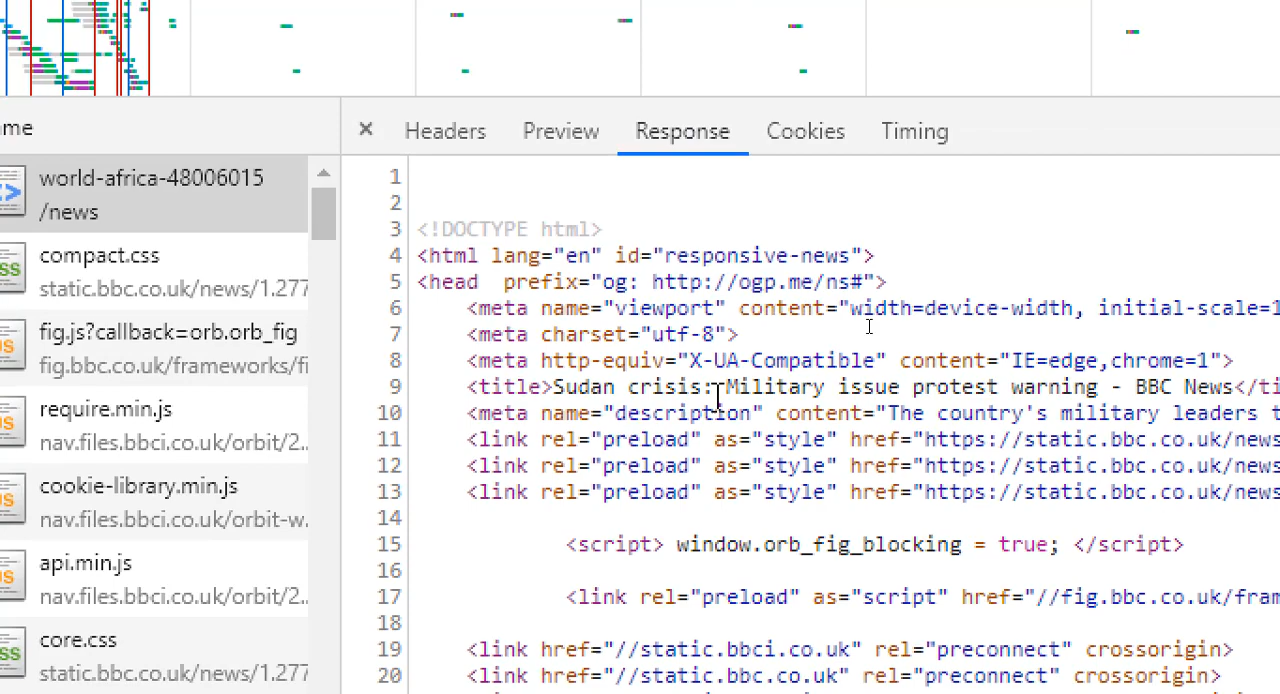 me
Headers Preview Response Cookies Timing
world-africa-48006015
/news
compact.css
static.bbc.co.uk/news/1.277
fig.js?callback=orb.orb_fig
fig.bbc.co.uk/frameworks/fi
require.min.js
nav.files.bbci.co.uk/orbit/2...
cookie-library.min.js
nav.files.bbci.co.uk/orbit-w...
api.min.js
nav.files.bbci.co.uk/orbit/2...
core.css
static.bbc.co.uk/news/1.277
1
2
3 <!DOCTYPE html>
4 <html lang="en" id="responsive-news">
5 <head  prefix="og: http://ogp.me/ns#">
6 <meta name="viewport" content="width=device-width, initial-scale=1
7 <meta charset="utf-8">
8 <meta http-equiv="X-UA-Compatible" content="IE=edge,chrome=1">
9 <title>Sudan crisis: Military issue protest warning - BBC News</ti
10 <meta name="description" content="The country's military leaders t
11 <link rel="preload" as="style" href="https://static.bbc.co.uk/news
12 <link rel="preload" as="style" href="https://static.bbc.co.uk/news
13 <link rel="preload" as="style" href="https://static.bbc.co.uk/news
14
15 <script> window.orb_fig_blocking = true; </script>
16
17 <link rel="preload" as="script" href="//fig.bbc.co.uk/fram
18
19 <link href="//static.bbci.co.uk" rel="preconnect" crossorigin>
20 <link href="//static.bbc.co.uk" rel="preconnect" crossorigin>